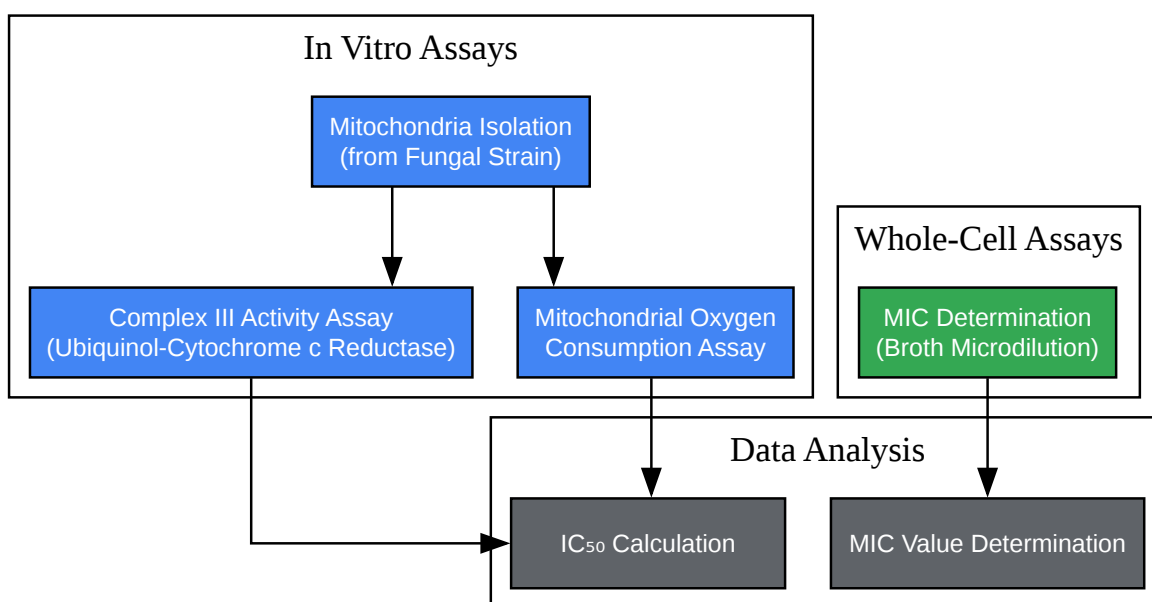 In Vitro Assays
Mitochondria Isolation
(from Fungal Strain)
Whole-Cell Assays
Complex III Activity Assay
(Ubiquinol-Cytochrome c Reductase)
Mitochondrial Oxygen
Consumption Assay
MIC Determination
(Broth Microdilution)
Data Analysis
IC₅₀ Calculation
MIC Value Determination